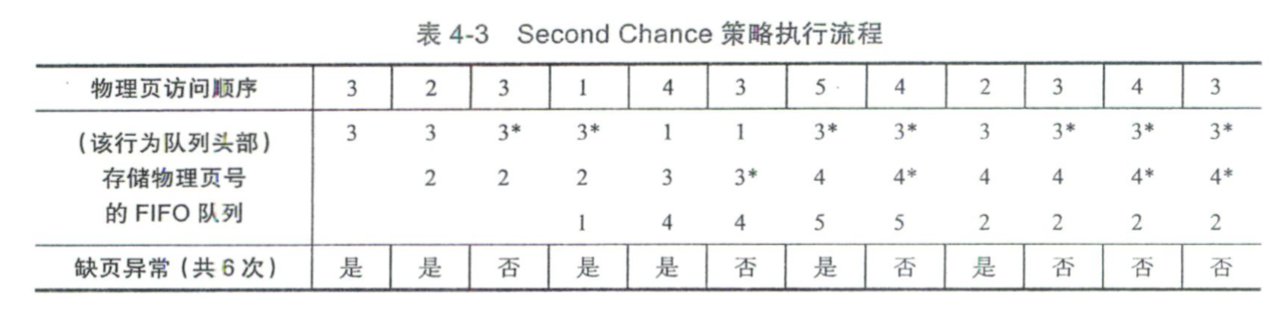 表 4-3 Second Chance 策略执行流程
物理页访问顺序 3 2 3 1 4 3 5 4 2 3 4 3
(该行为队列头部) 3 3 3* 3* 1 1 3* 3* 3 3* 3* 3*
存储物理页号 2 2 2 3 3* 4 4* 4 4 4* 4*
的 FIFO 队列 1 4 4 5 5 2 2 2 2
缺页异常(共 6 次) 是 是 否 是 是 否 是 否 是 否 否 否